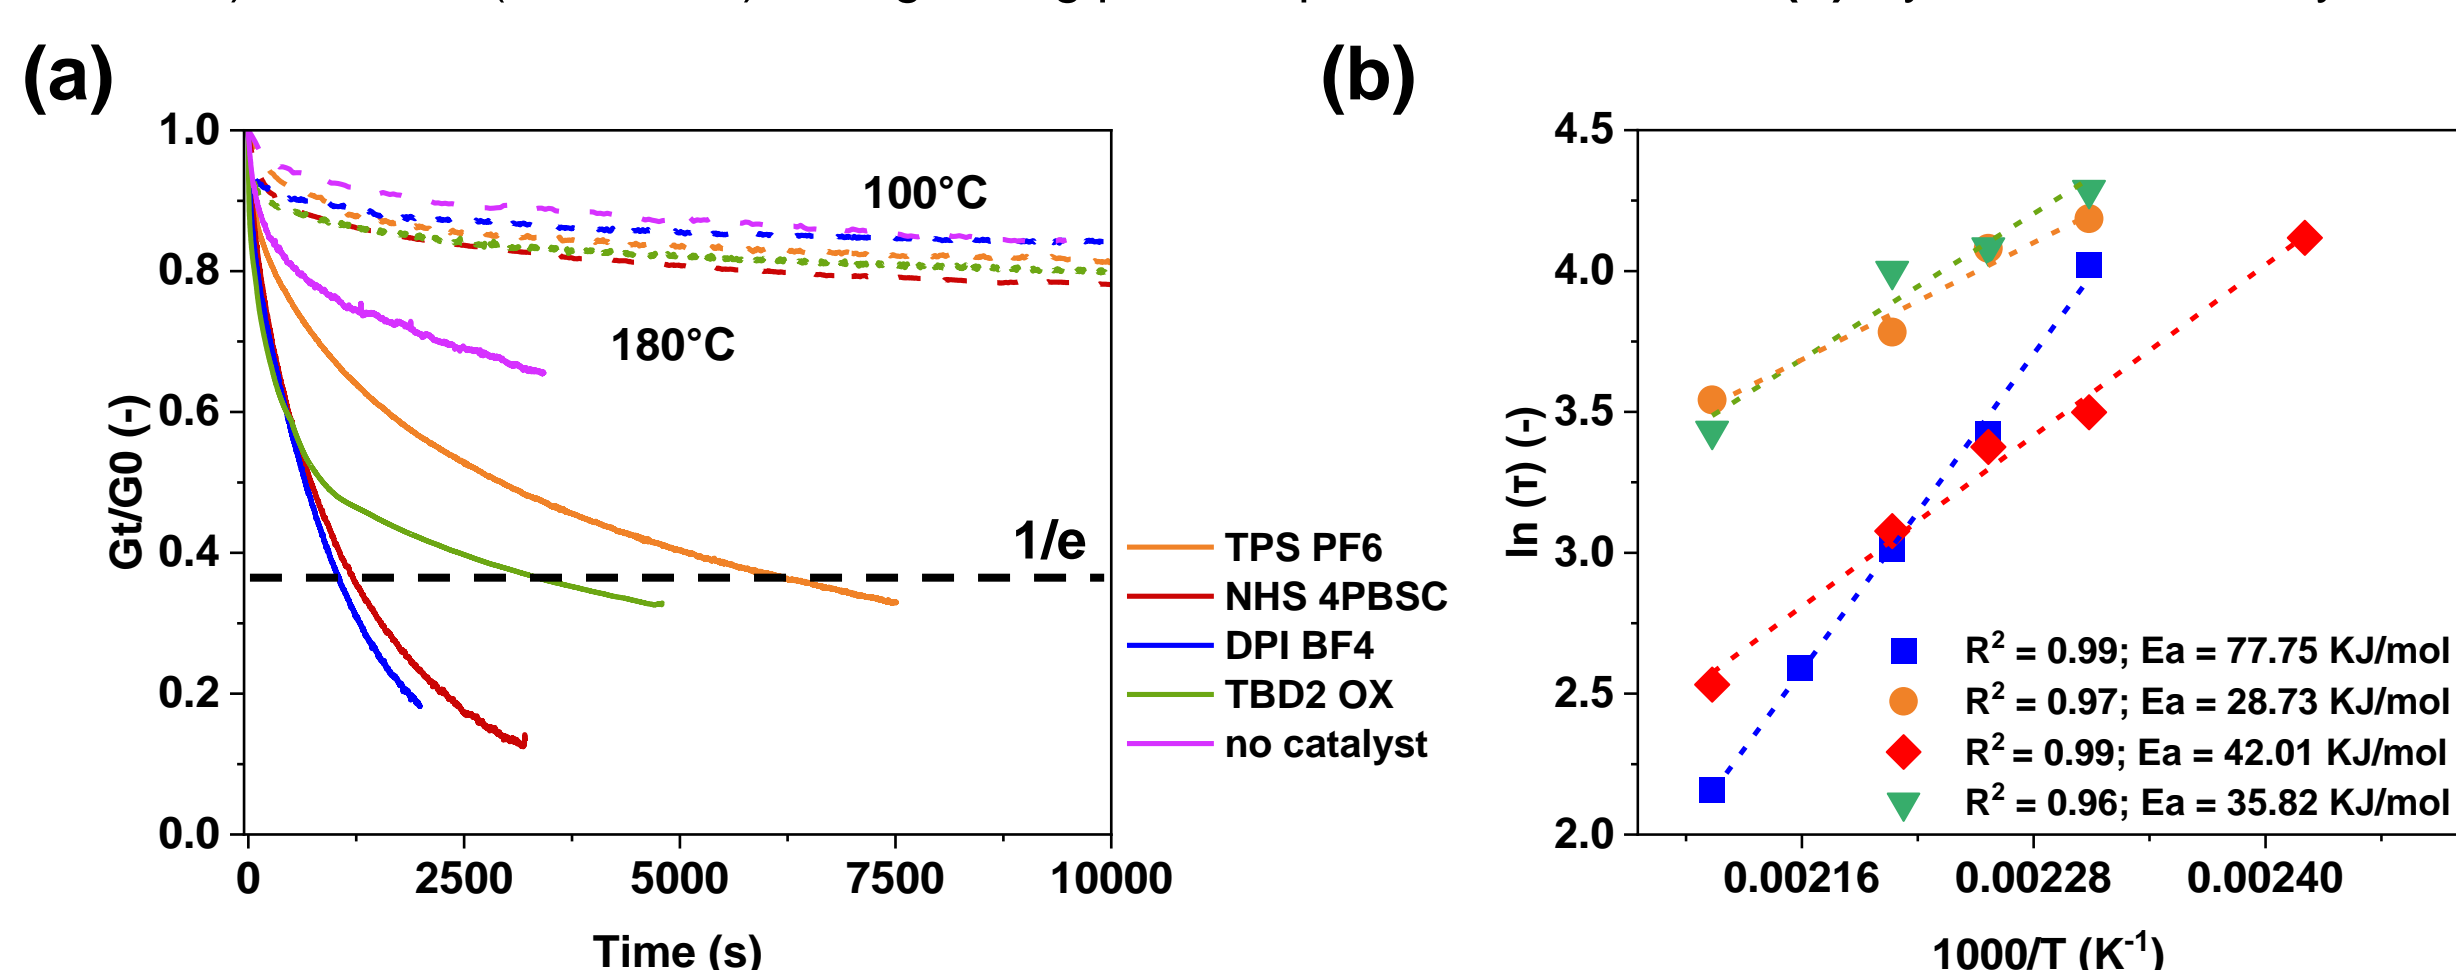 (a)
1.0
0.8
0.6
0.4
0.2
0.0
Gt/G0 (-)
100°C
180°C
1/e
0
2500
5000
7500
10000
Time (s)
TPS PF6
NHS 4PBSC
DPI BF4
TBD2 OX
no catalyst
(b)
4.5
4.0
3.5
3.0
2.5
2.0
ln (τ) (-)
R² = 0.99; Ea = 77.75 KJ/mol
R² = 0.97; Ea = 28.73 KJ/mol
R² = 0.99; Ea = 42.01 KJ/mol
R² = 0.96; Ea = 35.82 KJ/mol
0.00216
0.00228
0.00240
1000/T (K⁻¹)